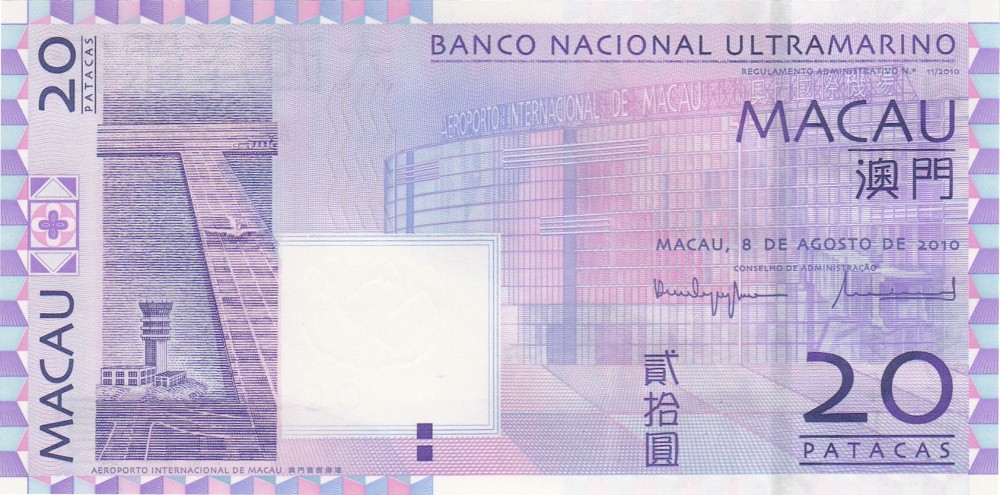 20
PATACAS
BANCO NACIONAL ULTRAMARINO
REGULAMENTO ADMINISTRATIVO N.º 11/2010
AEROPORTO INTERNACIONAL DE MACAU 澳門國際機場
MACAU
澳門
MACAU, 8 DE AGOSTO DE 2010
CONSELHO DE ADMINISTRAÇÃO
MACAU
貳拾圓
20
PATACAS
AEROPORTO INTERNACIONAL DE MACAU 澳門國際機場